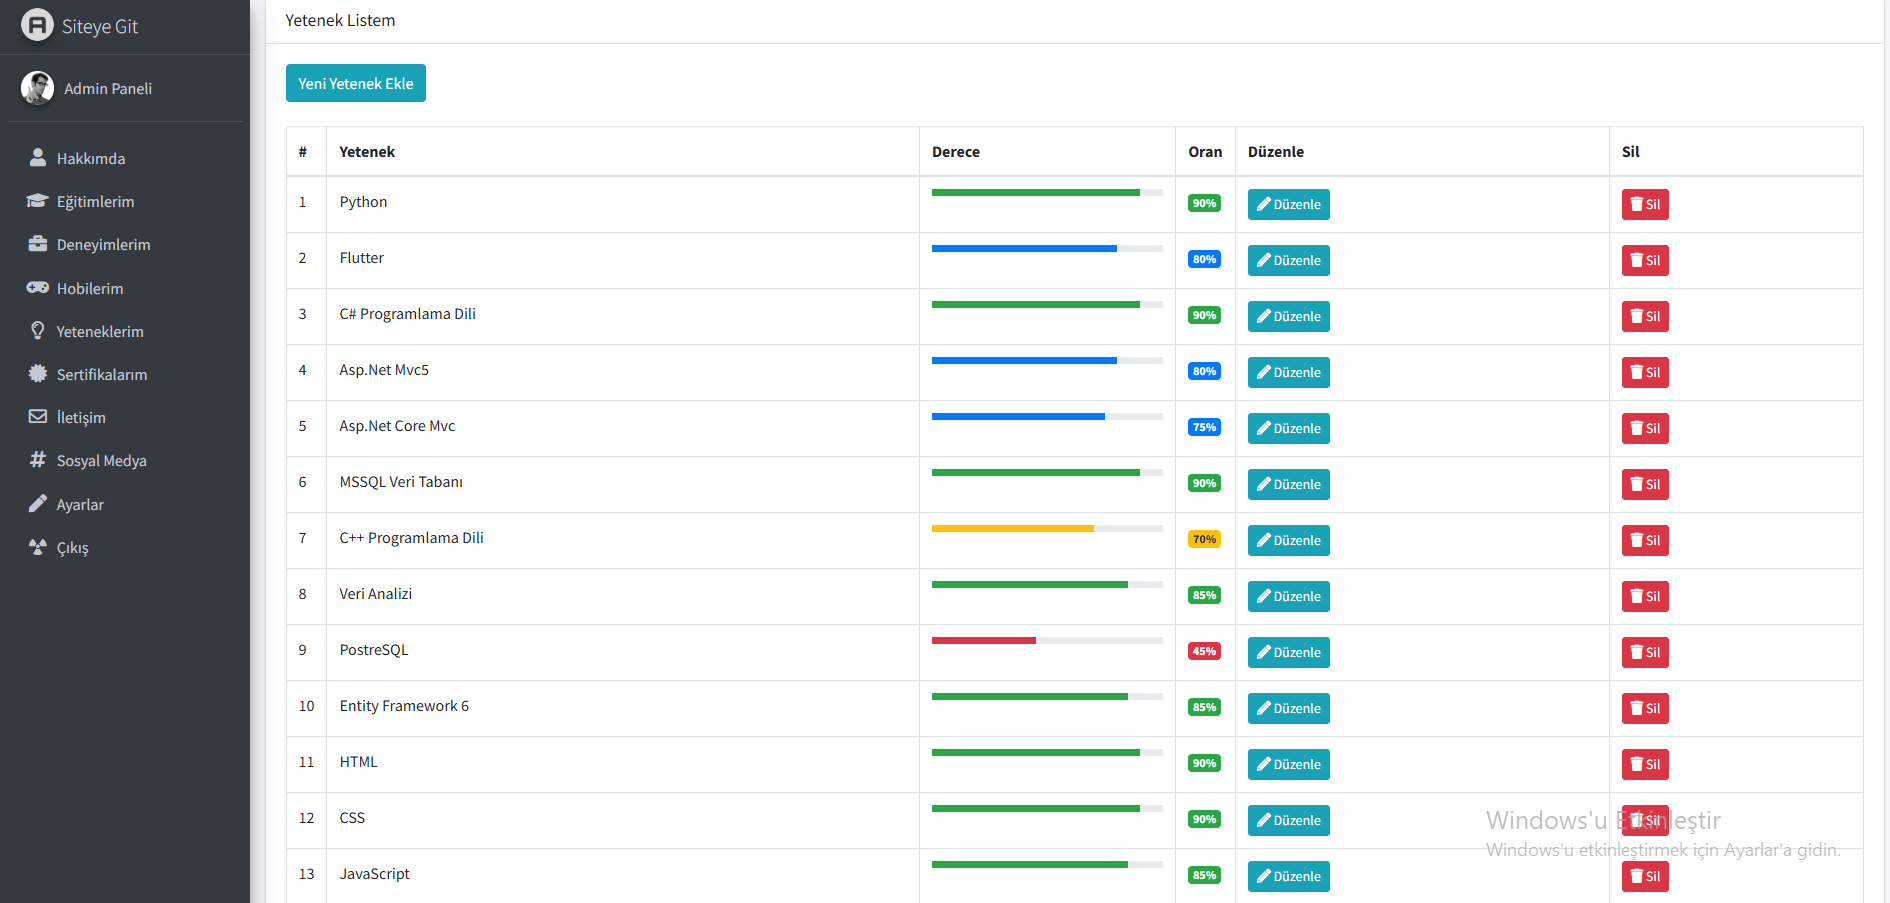 Siteye Git
Admin Paneli
Hakkımda
Eğitimlerim
Deneyimlerim
Hobilerim
Yeteneklerim
Sertifikalarım
İletişim
Sosyal Medya
Ayarlar
Çıkış
Yetenek Listem
Yeni Yetenek Ekle
# Yetenek Derece Oran Düzenle Sil
1 Python 90% Düzenle Sil
2 Flutter 80% Düzenle Sil
3 C# Programlama Dili 90% Düzenle Sil
4 Asp.Net Mvc5 80% Düzenle Sil
5 Asp.Net Core Mvc 75% Düzenle Sil
6 MSSQL Veri Tabanı 90% Düzenle Sil
7 C++ Programlama Dili 70% Düzenle Sil
8 Veri Analizi 85% Düzenle Sil
9 PostreSQL 45% Düzenle Sil
10 Entity Framework 6 85% Düzenle Sil
11 HTML 90% Düzenle Sil
12 CSS 90% Düzenle Sil
13 JavaScript 85% Düzenle Sil
Windows'u Etkinleştir
Windows'u etkinleştirmek için Ayarlar'a gidin.